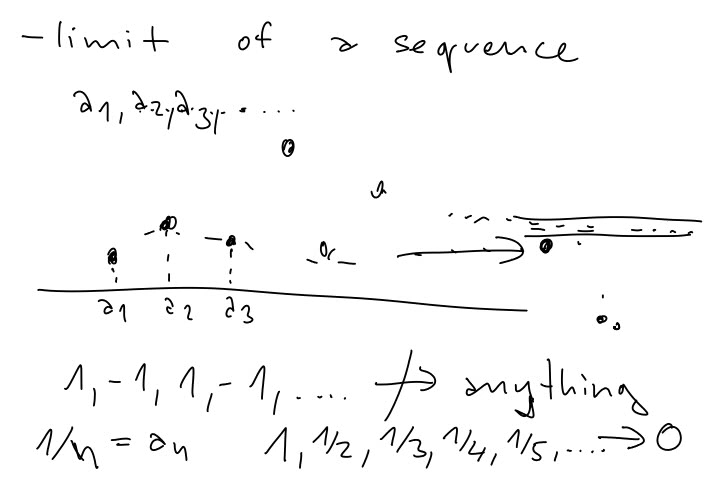 - limit of a sequence
a1, a2, a3, . . . .
a1 a2 a3
1, -1, 1, -1, .... ↛ anything
1/n = an 1, 1/2, 1/3, 1/4, 1/5, .... → 0